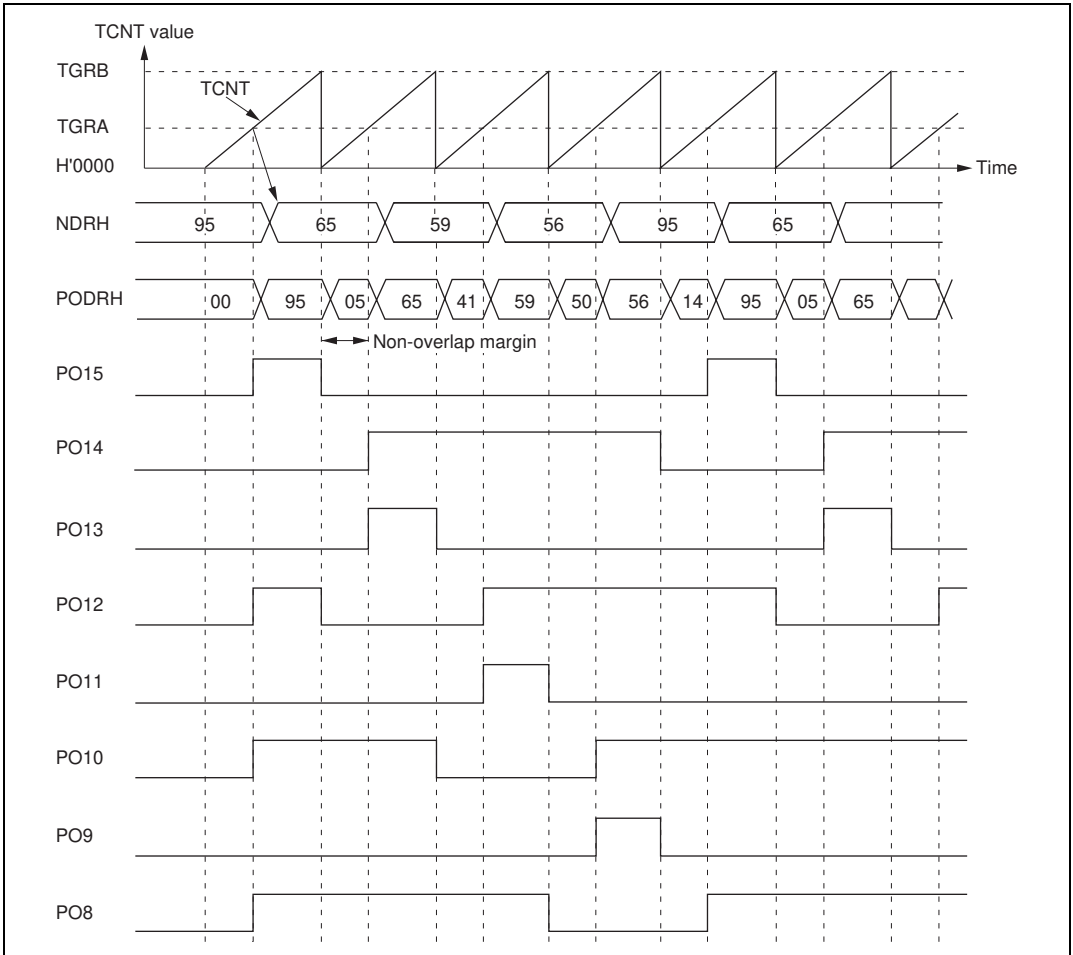 TCNT value
TGRB
TCNT
TGRA
H'0000
Time
NDRH 95 65 59 56 95 65
PODRH 00 95 05 65 41 59 50 56 14 95 05 65
Non-overlap margin
PO15
PO14
PO13
PO12
PO11
PO10
PO9
PO8